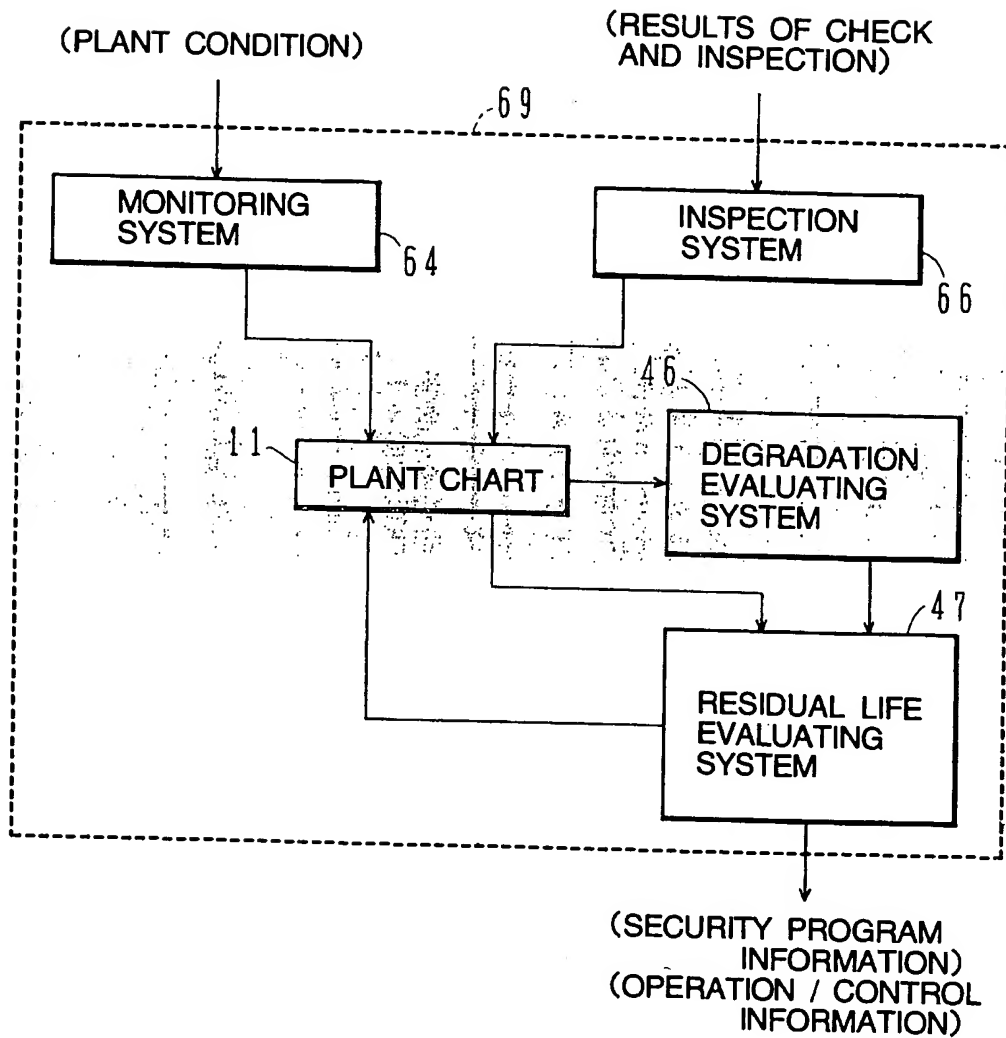 (PLANT CONDITION)
(RESULTS OF CHECK
AND INSPECTION)
69
MONITORING
SYSTEM
64
INSPECTION
SYSTEM
66
46
11
PLANT CHART
DEGRADATION
EVALUATING
SYSTEM
47
RESIDUAL LIFE
EVALUATING
SYSTEM
(SECURITY PROGRAM
INFORMATION)
(OPERATION / CONTROL
INFORMATION)